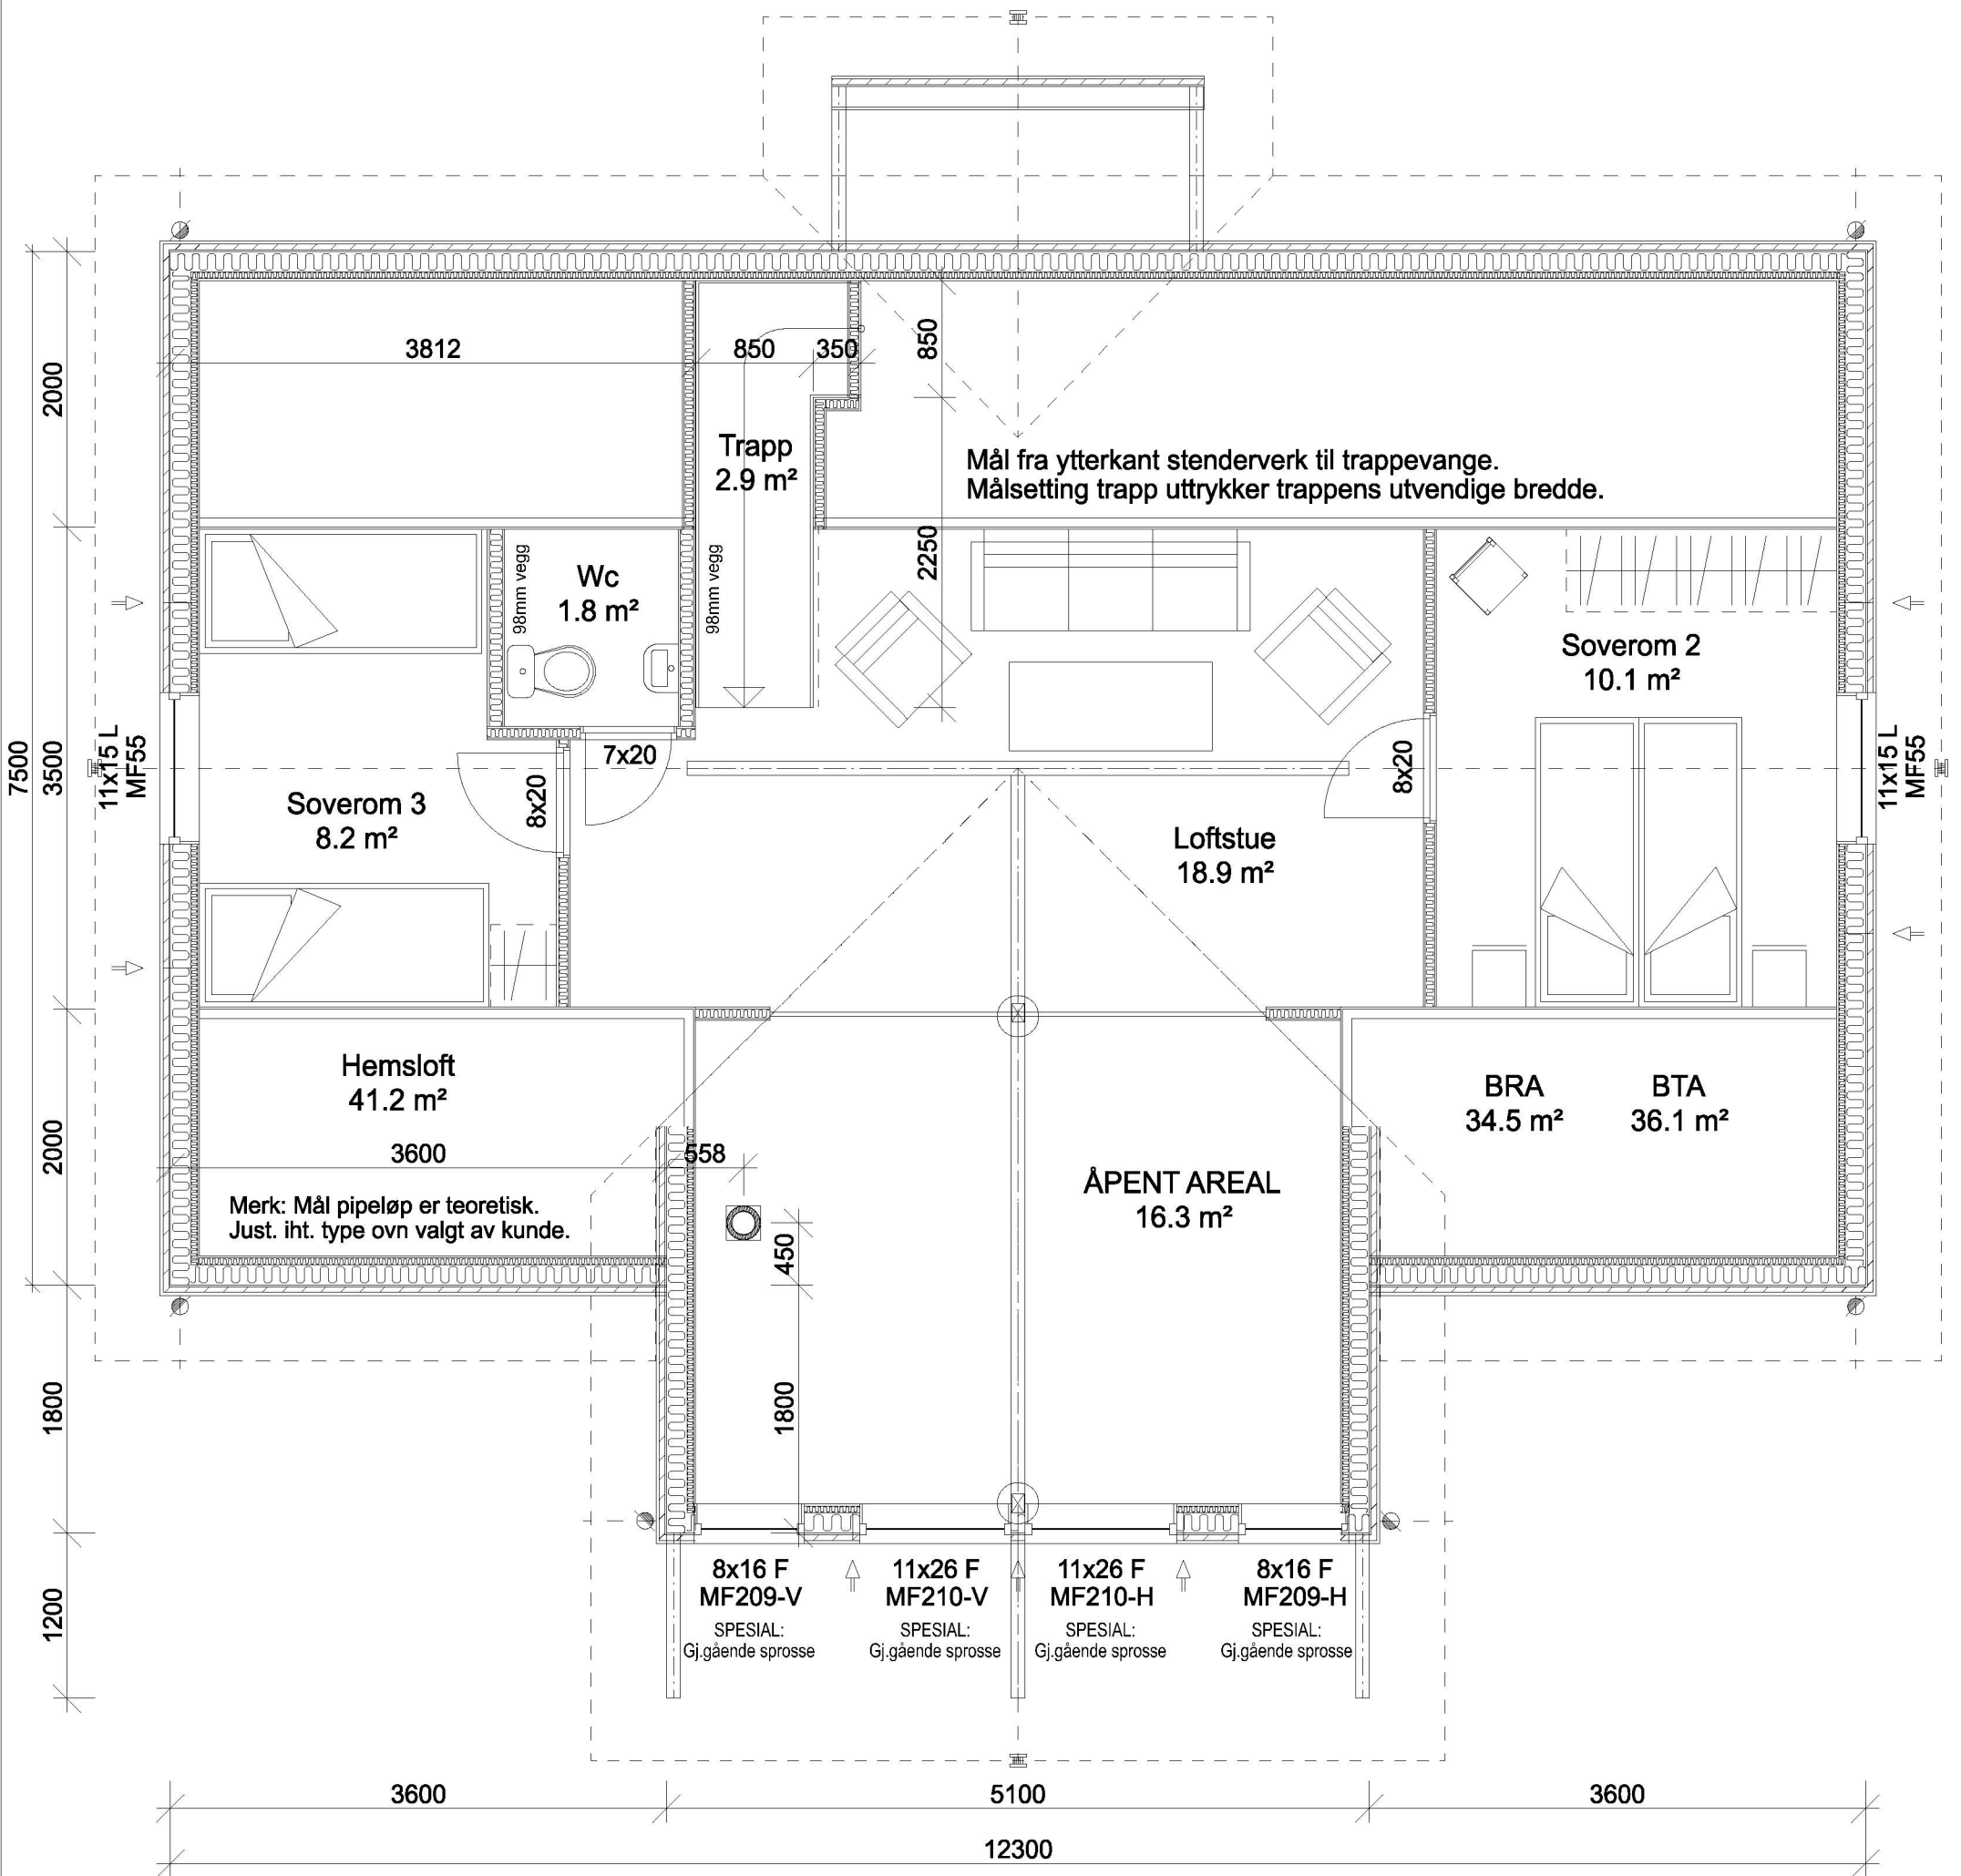 3812
850
350
850
2000
Trapp
2.9 m²
Mål fra ytterkant stenderverk til trappevange.
Målsetting trapp uttrykker trappens utvendige bredde.
98mm vegg
Wc
1.8 m²
98mm vegg
2250
Soverom 2
10.1 m²
7500
3500
11x15 L
MF55
Soverom 3
8.2 m²
8x20
7x20
8x20
11x15 L
MF55
Loftstue
18.9 m²
Hemsloft
41.2 m²
BRA
34.5 m²
BTA
36.1 m²
2000
3600
558
Merk: Mål pipeløp er teoretisk.
Just. iht. type ovn valgt av kunde.
ÅPENT AREAL
16.3 m²
450
1800
1800
1200
8x16 F
MF209-V
SPESIAL:
Gj.gående sprosse
11x26 F
MF210-V
SPESIAL:
Gj.gående sprosse
11x26 F
MF210-H
SPESIAL:
Gj.gående sprosse
8x16 F
MF209-H
SPESIAL:
Gj.gående sprosse
3600
5100
3600
12300